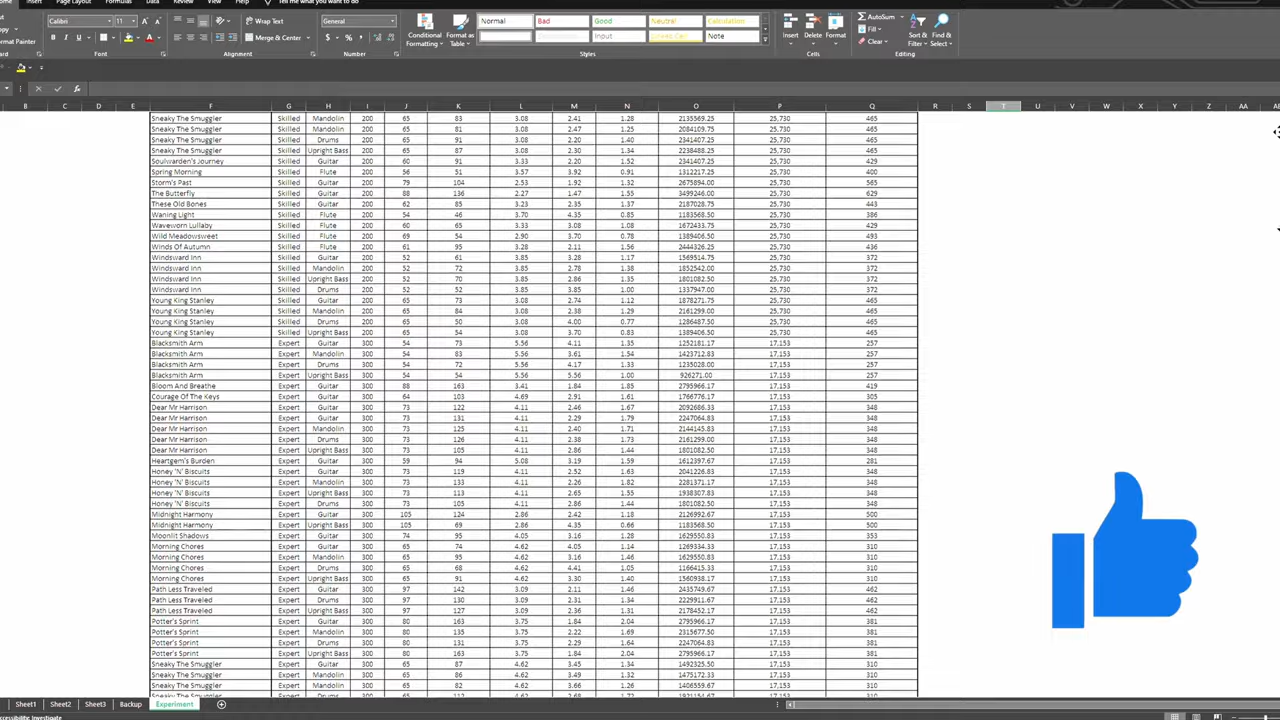 Insert Page Layout Formulas Data Review View Help Tell me what you want to do
Calibri 11 Wrap Text General Normal Bad Good Neutral Calculation AutoSum
Fill
B I U Merge & Center $ % Conditional Formatting Format as Table Input Linked Cell Note Insert Delete Format Clear Sort & Filter Find & Select
Format Painter
Font Alignment Number Styles Cells Editing
fx
B C D E F G H I J K L M N O P Q R S T U V W X Y Z AA
Sneaky The Smuggler Skilled Mandolin 200 65 83 3.08 2.41 1.28 2135569.25 25,730 465
Sneaky The Smuggler Skilled Mandolin 200 65 81 3.08 2.47 1.25 2084109.75 25,730 465
Sneaky The Smuggler Skilled Drums 200 65 91 3.08 2.20 1.40 2341407.25 25,730 465
Sneaky The Smuggler Skilled Upright Bass 200 65 87 3.08 2.30 1.34 2238488.25 25,730 465
Soulwarden's Journey Skilled Guitar 200 60 91 3.33 2.20 1.52 2341407.25 25,730 429
Spring Morning Skilled Flute 200 56 51 3.57 3.92 0.91 1312217.25 25,730 400
Storm's Past Skilled Guitar 200 79 104 2.53 1.92 1.32 2675894.00 25,730 565
The Butterfly Skilled Guitar 200 88 136 2.27 1.47 1.55 3499246.00 25,730 629
These Old Bones Skilled Guitar 200 62 85 3.23 2.35 1.37 2187028.75 25,730 443
Waning Light Skilled Flute 200 54 46 3.70 4.35 0.85 1183568.50 25,730 386
Waveworn Lullaby Skilled Guitar 200 60 65 3.33 3.08 1.08 1672433.75 25,730 429
Wild Meadowsweet Skilled Flute 200 69 54 2.90 3.70 0.78 1389406.50 25,730 493
Winds Of Autumn Skilled Flute 200 61 95 3.28 2.11 1.56 2444326.25 25,730 436
Windsward Inn Skilled Guitar 200 52 61 3.85 3.28 1.17 1569514.75 25,730 372
Windsward Inn Skilled Mandolin 200 52 72 3.85 2.78 1.38 1852542.00 25,730 372
Windsward Inn Skilled Upright Bass 200 52 70 3.85 2.86 1.35 1801082.50 25,730 372
Windsward Inn Skilled Drums 200 52 52 3.85 3.85 1.00 1337947.00 25,730 372
Young King Stanley Skilled Guitar 200 65 73 3.08 2.74 1.12 1878271.75 25,730 465
Young King Stanley Skilled Mandolin 200 65 84 3.08 2.38 1.29 2161299.00 25,730 465
Young King Stanley Skilled Drums 200 65 50 3.08 4.00 0.77 1286487.50 25,730 465
Young King Stanley Skilled Upright Bass 200 65 54 3.08 3.70 0.83 1389406.50 25,730 465
Blacksmith Arm Expert Guitar 300 54 73 5.56 4.11 1.35 1252181.17 17,153 257
Blacksmith Arm Expert Mandolin 300 54 83 5.56 3.61 1.54 1423712.83 17,153 257
Blacksmith Arm Expert Drums 300 54 72 5.56 4.17 1.33 1235028.00 17,153 257
Blacksmith Arm Expert Upright Bass 300 54 54 5.56 5.56 1.00 926271.00 17,153 257
Bloom And Breathe Expert Guitar 300 88 163 3.41 1.84 1.85 2795966.17 17,153 419
Courage Of The Keys Expert Guitar 300 64 103 4.69 2.91 1.61 1766776.17 17,153 305
Dear Mr Harrison Expert Guitar 300 73 122 4.11 2.46 1.67 2092686.33 17,153 348
Dear Mr Harrison Expert Guitar 300 73 131 4.11 2.29 1.79 2247064.83 17,153 348
Dear Mr Harrison Expert Mandolin 300 73 125 4.11 2.40 1.71 2144145.83 17,153 348
Dear Mr Harrison Expert Drums 300 73 126 4.11 2.38 1.73 2161299.00 17,153 348
Dear Mr Harrison Expert Upright Bass 300 73 105 4.11 2.86 1.44 1801082.50 17,153 348
Heartgem's Burden Expert Guitar 300 59 94 5.08 3.19 1.59 1612397.67 17,153 281
Honey 'N' Biscuits Expert Guitar 300 73 119 4.11 2.52 1.63 2041226.83 17,153 348
Honey 'N' Biscuits Expert Mandolin 300 73 133 4.11 2.26 1.82 2281371.17 17,153 348
Honey 'N' Biscuits Expert Upright Bass 300 73 113 4.11 2.65 1.55 1938307.83 17,153 348
Honey 'N' Biscuits Expert Drums 300 73 105 4.11 2.86 1.44 1801082.50 17,153 348
Midnight Harmony Expert Guitar 300 105 124 2.86 2.42 1.18 2126992.67 17,153 500
Midnight Harmony Expert Upright Bass 300 105 69 2.86 4.35 0.66 1183568.50 17,153 500
Moonlit Shadows Expert Guitar 300 74 95 4.05 3.16 1.28 1629550.83 17,153 353
Morning Chores Expert Guitar 300 65 74 4.62 4.05 1.14 1269334.33 17,153 310
Morning Chores Expert Mandolin 300 65 95 4.62 3.16 1.46 1629550.83 17,153 310
Morning Chores Expert Drums 300 65 68 4.62 4.41 1.05 1166415.33 17,153 310
Morning Chores Expert Upright Bass 300 65 91 4.62 3.30 1.40 1560938.17 17,153 310
Path Less Traveled Expert Guitar 300 97 142 3.09 2.11 1.46 2435749.67 17,153 462
Path Less Traveled Expert Drums 300 97 130 3.09 2.31 1.34 2229911.67 17,153 462
Path Less Traveled Expert Upright Bass 300 97 127 3.09 2.36 1.31 2178452.17 17,153 462
Potter's Sprint Expert Guitar 300 80 163 3.75 1.84 2.04 2795966.17 17,153 381
Potter's Sprint Expert Mandolin 300 80 135 3.75 2.22 1.69 2315677.50 17,153 381
Potter's Sprint Expert Drums 300 80 131 3.75 2.29 1.64 2247064.83 17,153 381
Potter's Sprint Expert Upright Bass 300 80 163 3.75 1.84 2.04 2795966.17 17,153 381
Sneaky The Smuggler Expert Guitar 300 65 87 4.62 3.45 1.34 1492325.50 17,153 310
Sneaky The Smuggler Expert Mandolin 300 65 86 4.62 3.49 1.32 1475172.33 17,153 310
Sneaky The Smuggler Expert Mandolin 300 65 82 4.62 3.66 1.26 1406559.67 17,153 310
Sneaky The Smuggler Expert Drums 300 65 112 4.62 2.68 1.72 1921154.67 17,153 310
Sheet1 Sheet2 Sheet3 Backup Experiment
Accessibility: Investigate